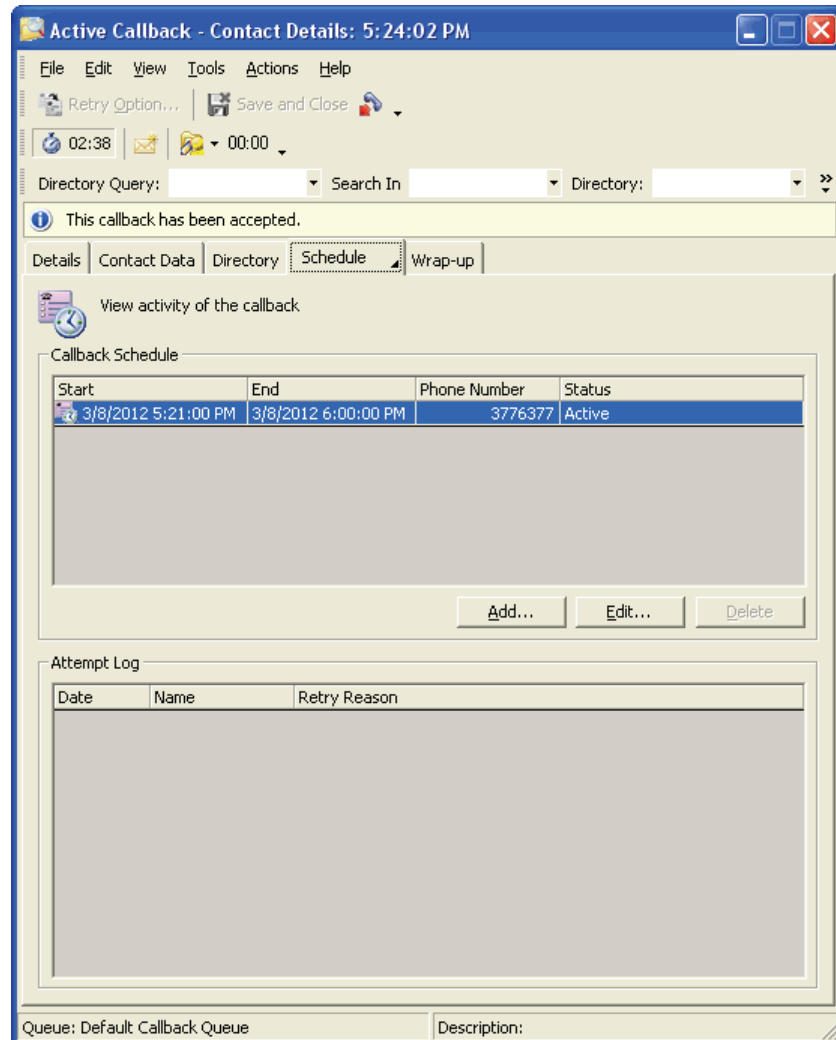 Active Callback - Contact Details: 5:24:02 PM
File Edit View Tools Actions Help
Retry Option... Save and Close
02:38 00:00
Directory Query: Search In Directory:
This callback has been accepted.
Details Contact Data Directory Schedule Wrap-up
View activity of the callback
Callback Schedule
Start End Phone Number Status
3/8/2012 5:21:00 PM 3/8/2012 6:00:00 PM 3776377 Active
Add... Edit... Delete
Attempt Log
Date Name Retry Reason
Queue: Default Callback Queue Description: